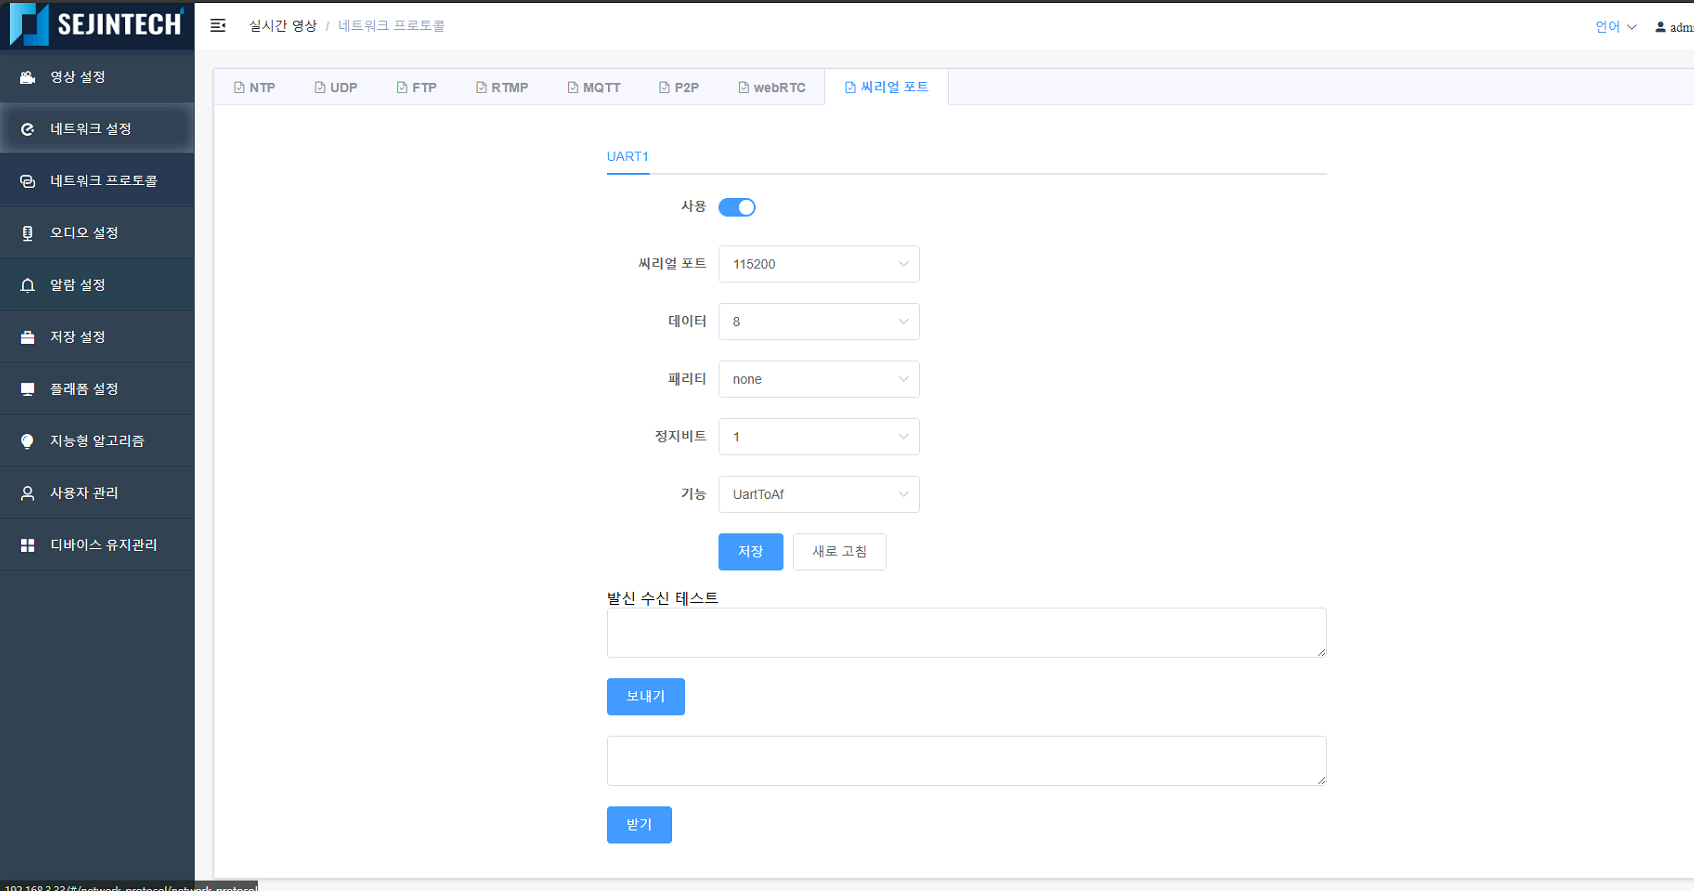 SEJINTECH
실시간 영상 / 네트워크 프로토콜
언어
영상 설정
네트워크 설정
네트워크 프로토콜
오디오 설정
알람 설정
저장 설정
플래폼 설정
지능형 알고리즘
사용자 관리
디바이스 유지관리
NTP UDP FTP RTMP MQTT P2P webRTC 씨리얼 포트
UART1
사용
씨리얼 포트 115200
데이터 8
패리티 none
정지비트 1
기능 UartToAf
저장 새로 고침
발신 수신 테스트
보내기
받기